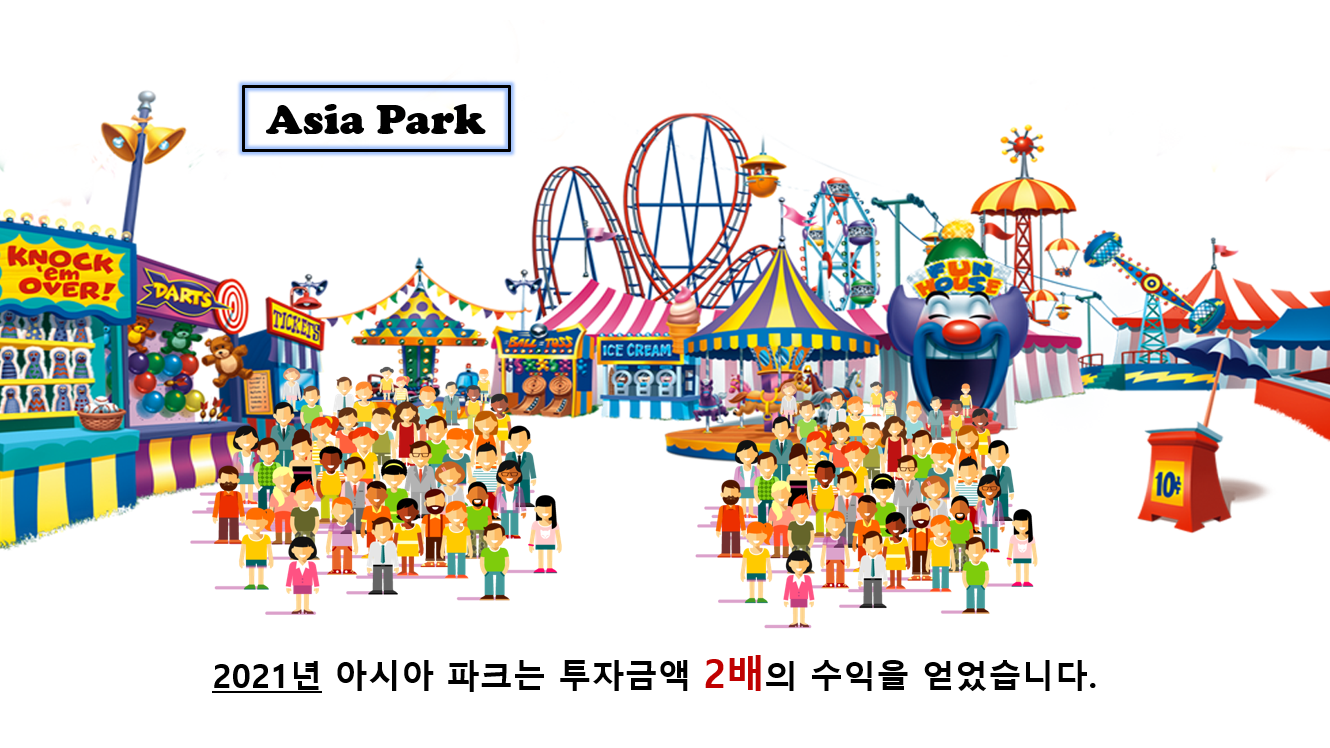 Asia Park
KNOCK
'em
OVER!
DARTS
TICKETS
BALL-TOSS
ICE CREAM
FUN
HOUSE
10¢
2021년 아시아 파크는 투자금액 2배의 수익을 얻었습니다.